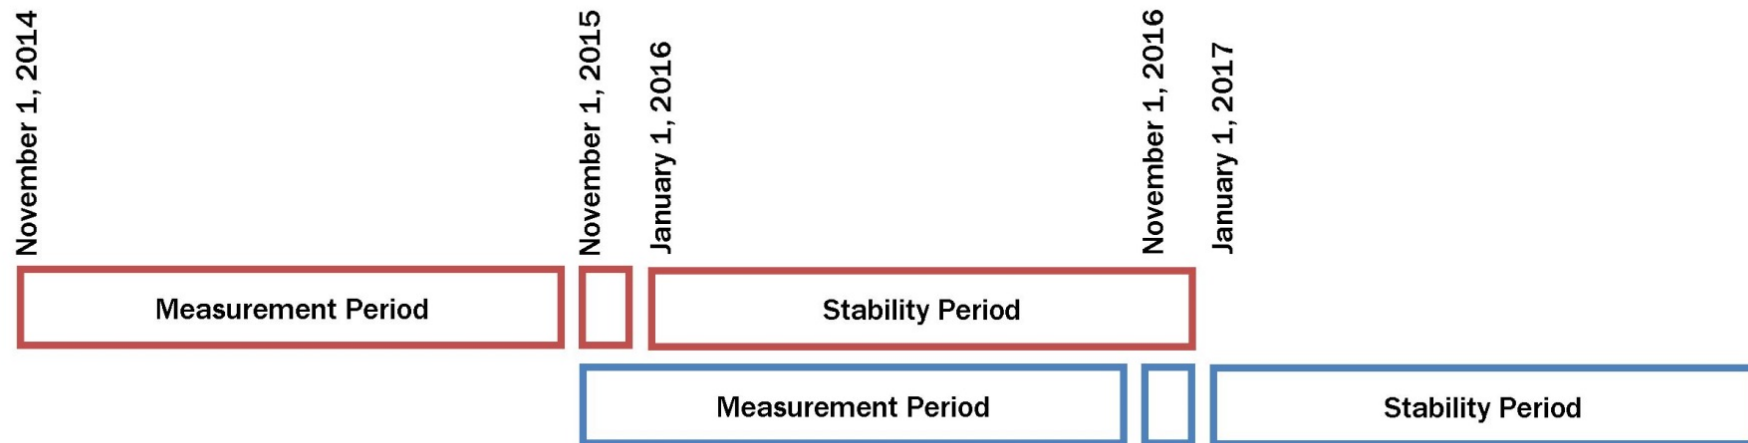 November 1, 2014
November 1, 2015
January 1, 2016
November 1, 2016
January 1, 2017
Measurement Period
Stability Period
Measurement Period
Stability Period